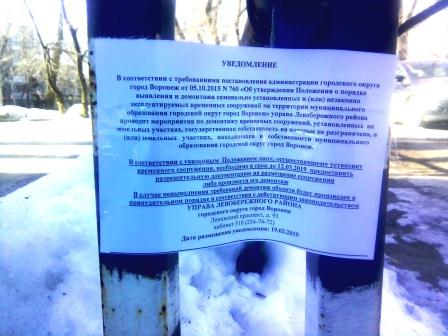 УВЕДОМЛЕНИЕ
В соответствии с требованиями постановления администрации городского округа
город Воронеж от 05.10.2015 N 760 «Об утверждении Положения о порядке
выявления и демонтажа самовольно установленных и (или) незаконно
эксплуатируемых временных сооружений на территории муниципального
образования городской округ город Воронеж» управа Левобережного района
проводит мероприятия по демонтажу временных сооружений, установленных на
земельных участках, государственная собственность на которые не разграничена, и
(или) земельных участках, находящихся в собственности муниципального
образования городской округ город Воронеж.
В соответствии с указанным Положением лицу, осуществившему установку
временного сооружения, необходимо в срок до 12.03.2019 предоставить
разрешительную документацию на размещение сооружения
либо произвести его демонтаж
В случае невыполнения требований демонтаж объекта будет произведен в
принудительном порядке в соответствии с действующим законодательством
УПРАВА ЛЕВОБЕРЕЖНОГО РАЙОНА
городского округа город Воронеж
Ленинский проспект, д. 93
кабинет 310 (254-74-72)
Дата размещения уведомления: 19.02.2019